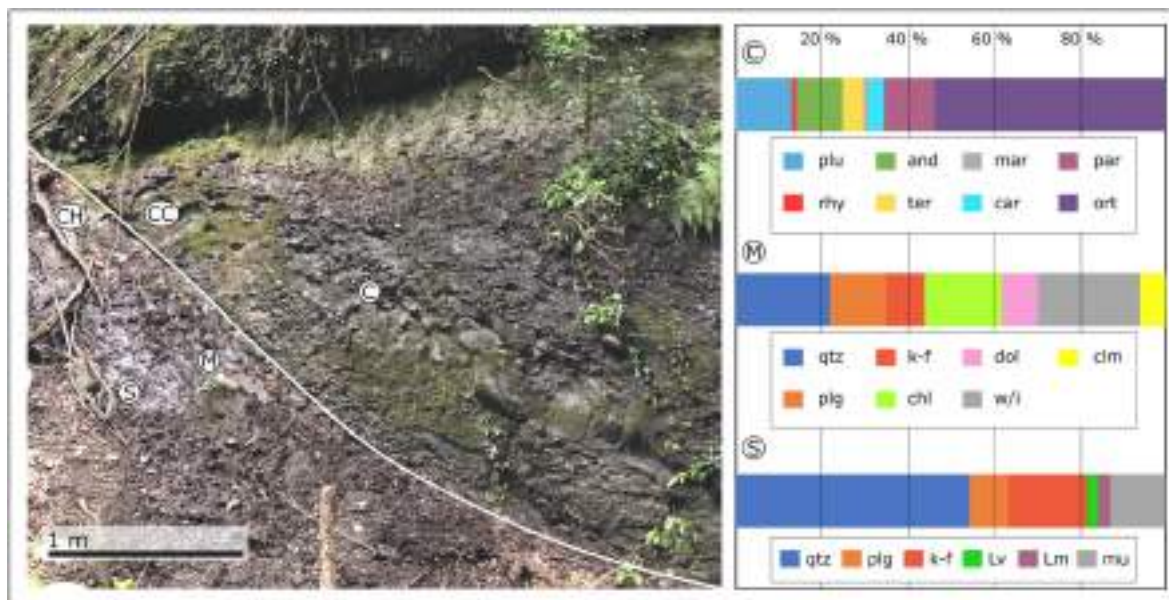 CH
CC
C
M
S
1 m
C
20 % 40 % 60 % 80 %
plu and mar par
rhy ter car ort
M
qtz k-f dol clm
plg chl w/i
S
qtz plg k-f Lv Lm mu